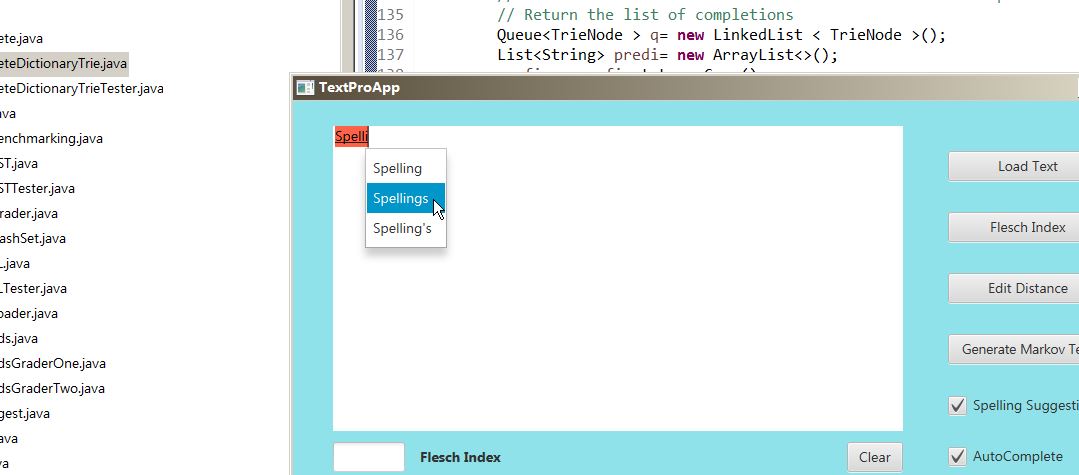 ete.java
eteDictionaryTrie.java
eteDictionaryTrieTester.java
ava
enchmarking.java
ST.java
STTester.java
rader.java
ashSet.java
L.java
LTester.java
oader.java
ds.java
dsGraderOne.java
dsGraderTwo.java
gest.java
ava
va
135 // Return the list of completions
136 Queue<TrieNode > q= new LinkedList < TrieNode >();
137 List<String> predi= new ArrayList<>();
TextProApp
Spelli
Spelling
Spellings
Spelling's
Load Text
Flesch Index
Edit Distance
Generate Markov Te
Spelling Suggesti
AutoComplete
Flesch Index
Clear